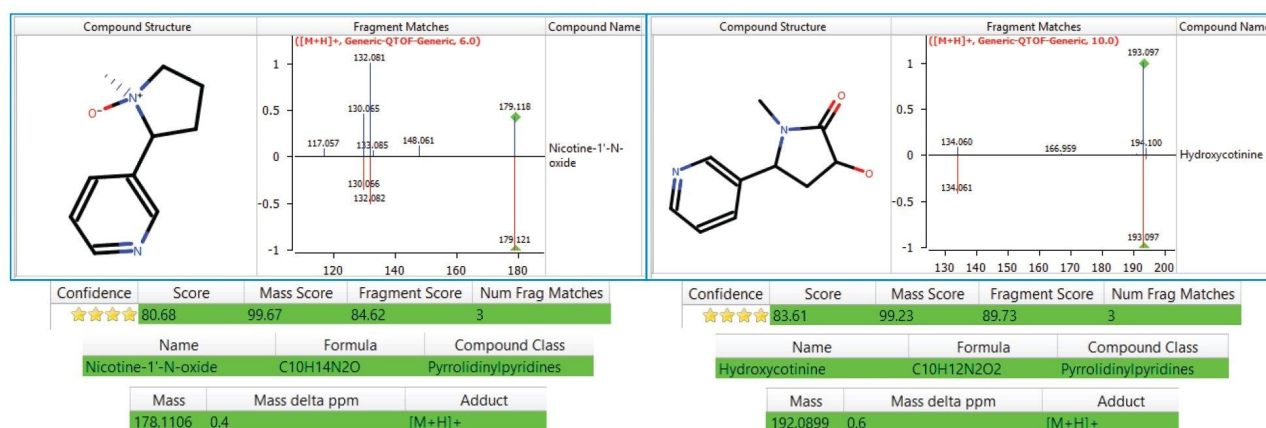 Compound Structure Fragment Matches Compound Name
([M+H]+, Generic-QTOF-Generic, 6.0)
132.081
1
N+
O-
0.5
130.065
179.118
117.057
133.085
148.061
0
Nicotine-1'-N-
oxide
130.066
132.082
-0.5
N
179.121
-1
120 140 160 180
Confidence Score Mass Score Fragment Score Num Frag Matches
80.68 99.67 84.62 3
Name Formula Compound Class
Nicotine-1'-N-oxide C10H14N2O Pyrrolidinylpyridines
Mass Mass delta ppm Adduct
178.1106 0.4 [M+H]+
Compound Structure Fragment Matches Compound Name
([M+H]+, Generic-QTOF-Generic, 10.0)
193.097
1
O
N
0.5
134.060
166.959
194.100
0
Hydroxycotinine
N
O
134.061
-0.5
193.097
-1
130 140 150 160 170 180 190 200
Confidence Score Mass Score Fragment Score Num Frag Matches
83.61 99.23 89.73 3
Name Formula Compound Class
Hydroxycotinine C10H12N2O2 Pyrrolidinylpyridines
Mass Mass delta ppm Adduct
192.0899 0.6 [M+H]+